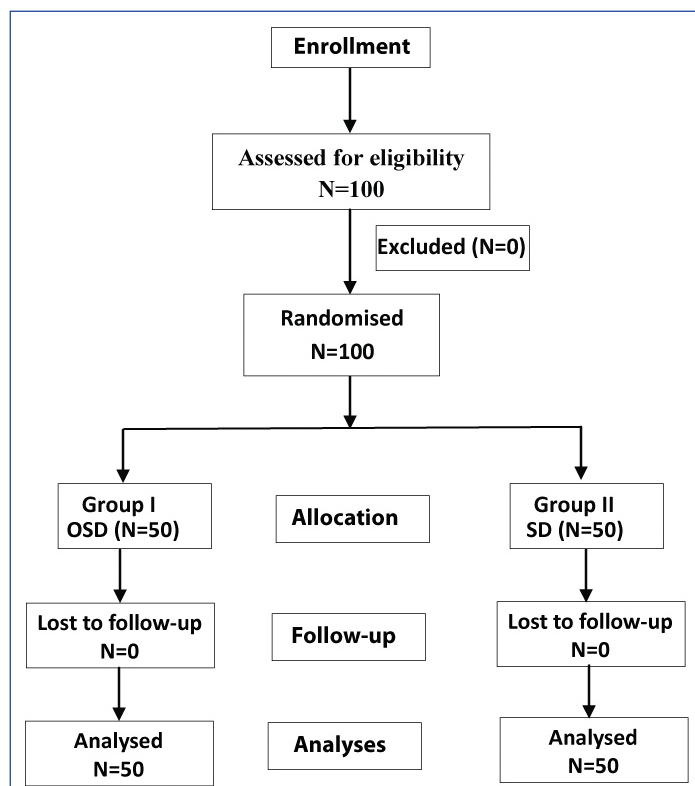 Enrollment
Assessed for eligibility
N=100
Excluded (N=0)
Randomised
N=100
Group I
OSD (N=50)
Allocation
Group II
SD (N=50)
Lost to follow-up
N=0
Follow-up
Lost to follow-up
N=0
Analysed
N=50
Analyses
Analysed
N=50